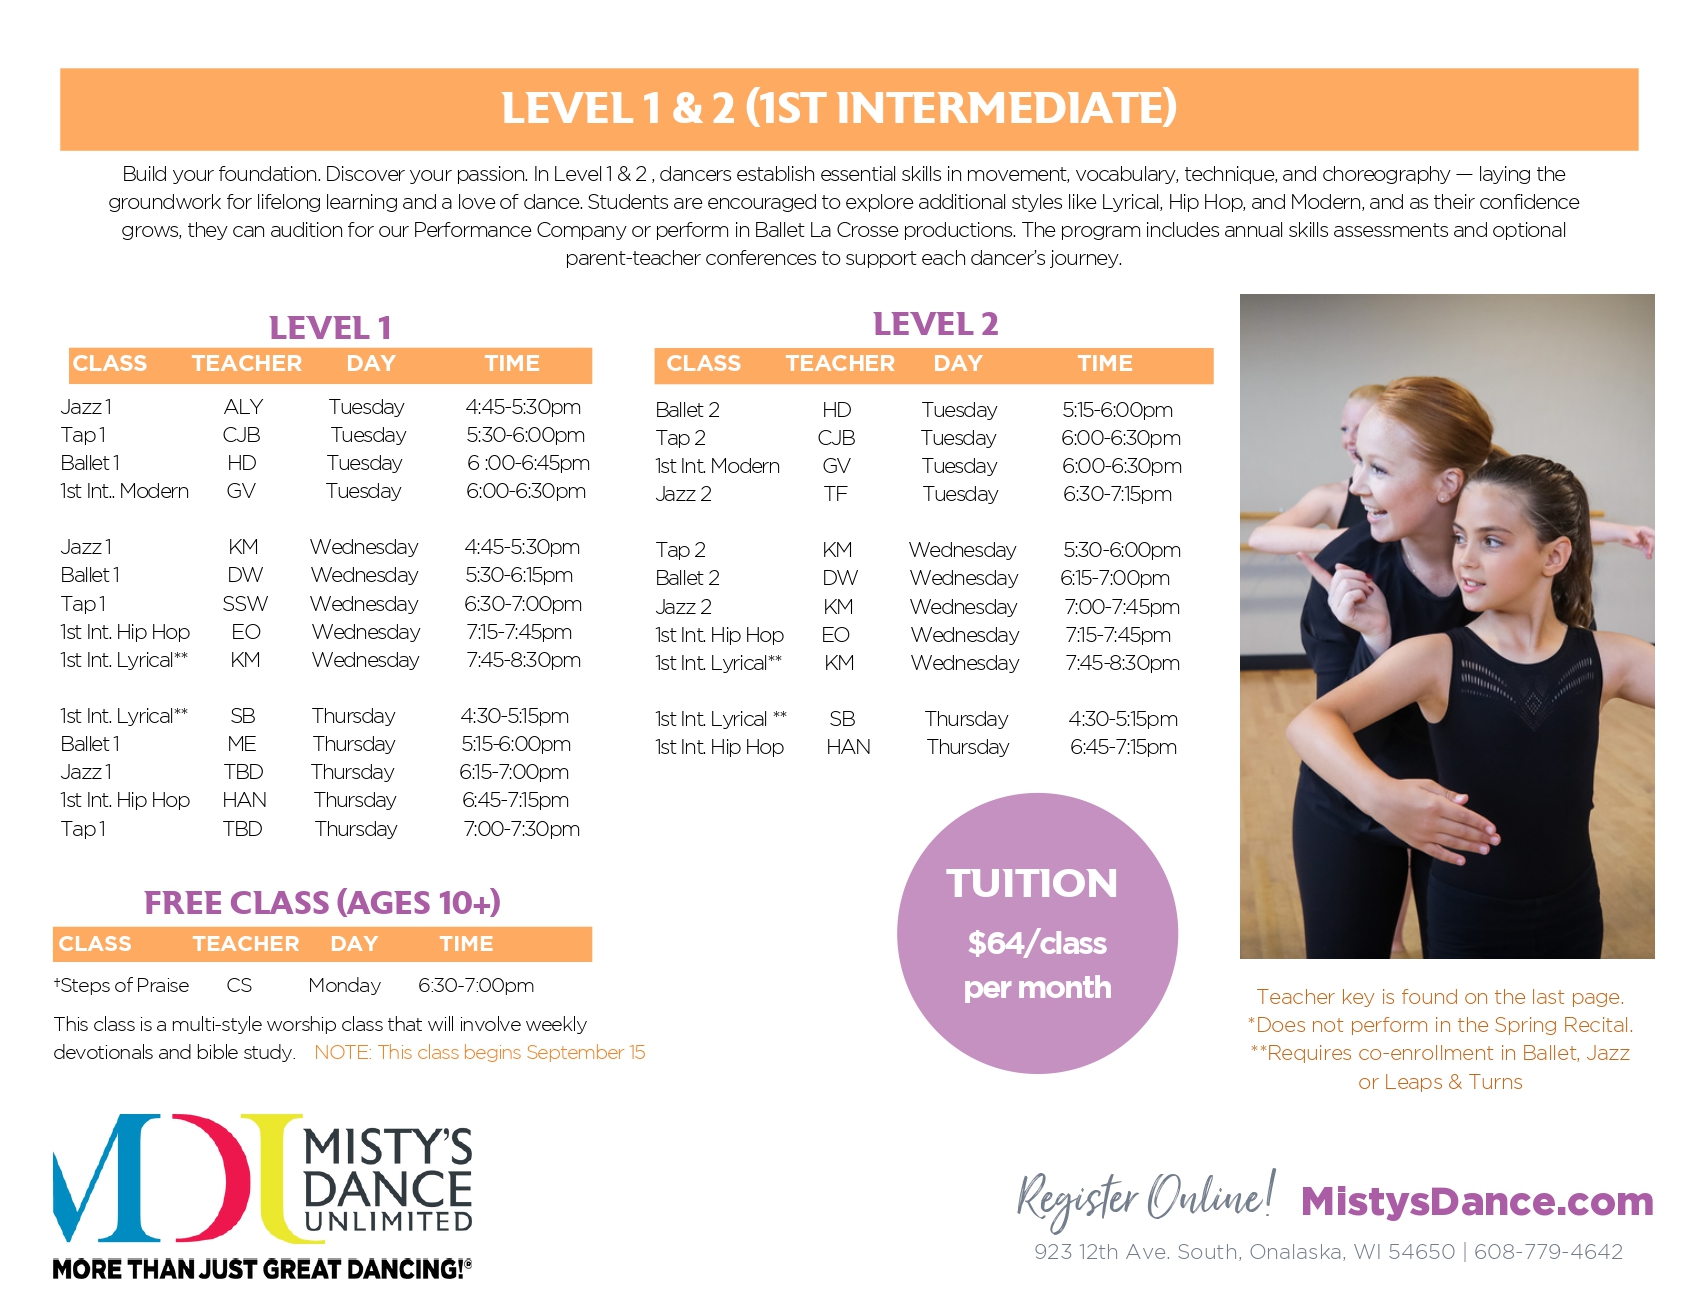 LEVEL 1 & 2 (1ST INTERMEDIATE)
Build your foundation. Discover your passion. In Level 1 & 2 , dancers establish essential skills in movement, vocabulary, technique, and choreography — laying the
groundwork for lifelong learning and a love of dance. Students are encouraged to explore additional styles like Lyrical, Hip Hop, and Modern, and as their confidence
grows, they can audition for our Performance Company or perform in Ballet La Crosse productions. The program includes annual skills assessments and optional
parent-teacher conferences to support each dancer's journey.
LEVEL 1
CLASS TEACHER DAY TIME
Jazz 1 ALY Tuesday 4:45-5:30pm
Tap 1 CJB Tuesday 5:30-6:00pm
Ballet 1 HD Tuesday 6 :00-6:45pm
1st Int.. Modern GV Tuesday 6:00-6:30pm
Jazz 1 KM Wednesday 4:45-5:30pm
Ballet 1 DW Wednesday 5:30-6:15pm
Tap 1 SSW Wednesday 6:30-7:00pm
1st Int. Hip Hop EO Wednesday 7:15-7:45pm
1st Int. Lyrical** KM Wednesday 7:45-8:30pm
1st Int. Lyrical** SB Thursday 4:30-5:15pm
Ballet 1 ME Thursday 5:15-6:00pm
Jazz 1 TBD Thursday 6:15-7:00pm
1st Int. Hip Hop HAN Thursday 6:45-7:15pm
Tap 1 TBD Thursday 7:00-7:30pm
LEVEL 2
CLASS TEACHER DAY TIME
Ballet 2 HD Tuesday 5:15-6:00pm
Tap 2 CJB Tuesday 6:00-6:30pm
1st Int. Modern GV Tuesday 6:00-6:30pm
Jazz 2 TF Tuesday 6:30-7:15pm
Tap 2 KM Wednesday 5:30-6:00pm
Ballet 2 DW Wednesday 6:15-7:00pm
Jazz 2 KM Wednesday 7:00-7:45pm
1st Int. Hip Hop EO Wednesday 7:15-7:45pm
1st Int. Lyrical** KM Wednesday 7:45-8:30pm
1st Int. Lyrical ** SB Thursday 4:30-5:15pm
1st Int. Hip Hop HAN Thursday 6:45-7:15pm
FREE CLASS (AGES 10+)
CLASS TEACHER DAY TIME
†Steps of Praise CS Monday 6:30-7:00pm
This class is a multi-style worship class that will involve weekly
devotionals and bible study. NOTE: This class begins September 15
TUITION
$64/class
per month
Teacher key is found on the last page.
*Does not perform in the Spring Recital.
**Requires co-enrollment in Ballet, Jazz
or Leaps & Turns
MDU
MISTY'S
DANCE
UNLIMITED
MORE THAN JUST GREAT DANCING!®
Register Online! MistysDance.com
923 12th Ave. South, Onalaska, WI 54650 | 608-779-4642